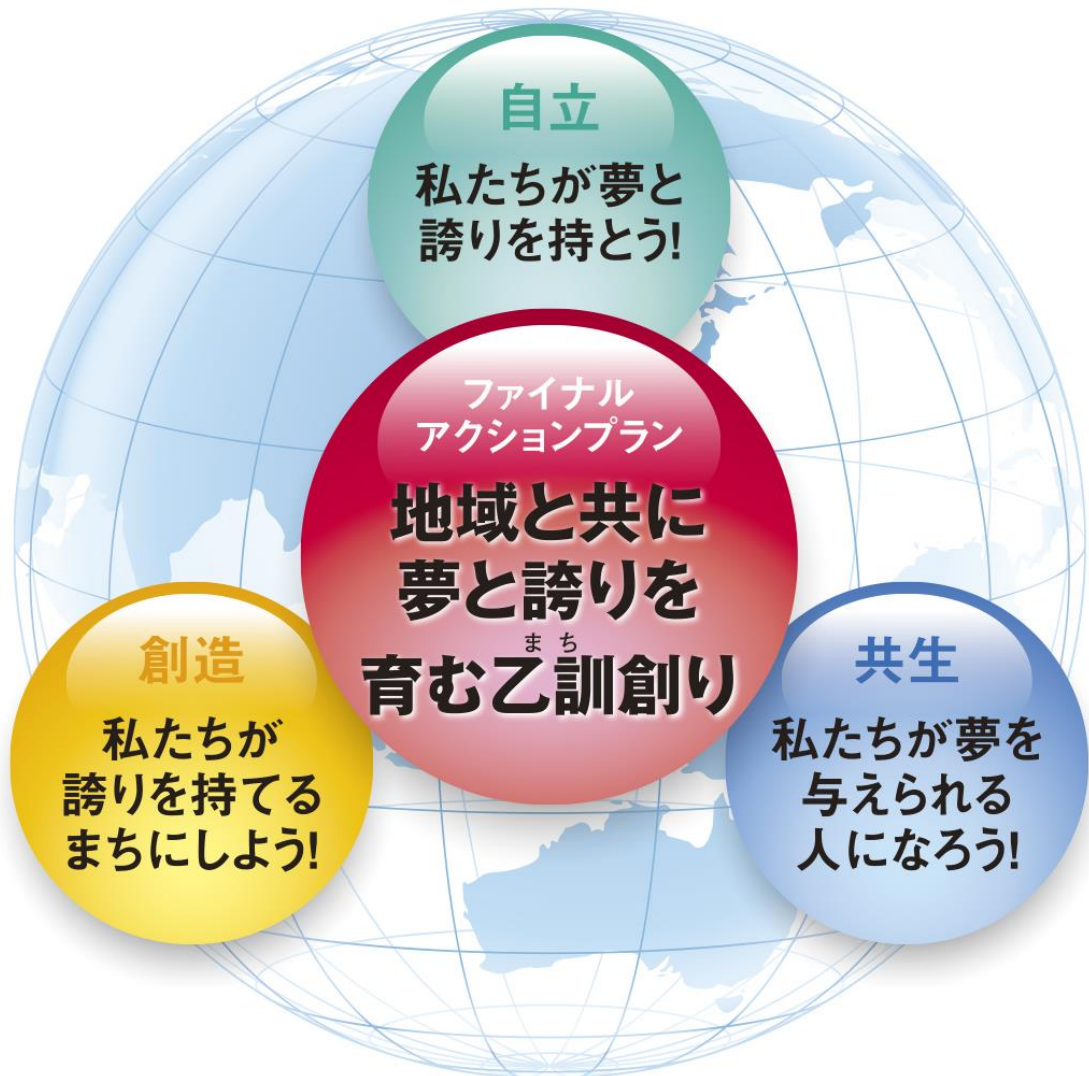 自立
私たちが夢と
誇りを持とう!
ファイナル
アクションプラン
地域と共に
夢と誇りを
まち
育む乙訓創り
創造
私たちが
誇りを持てる
まちにしよう!
共生
私たちが夢を
与えられる
人になろう!